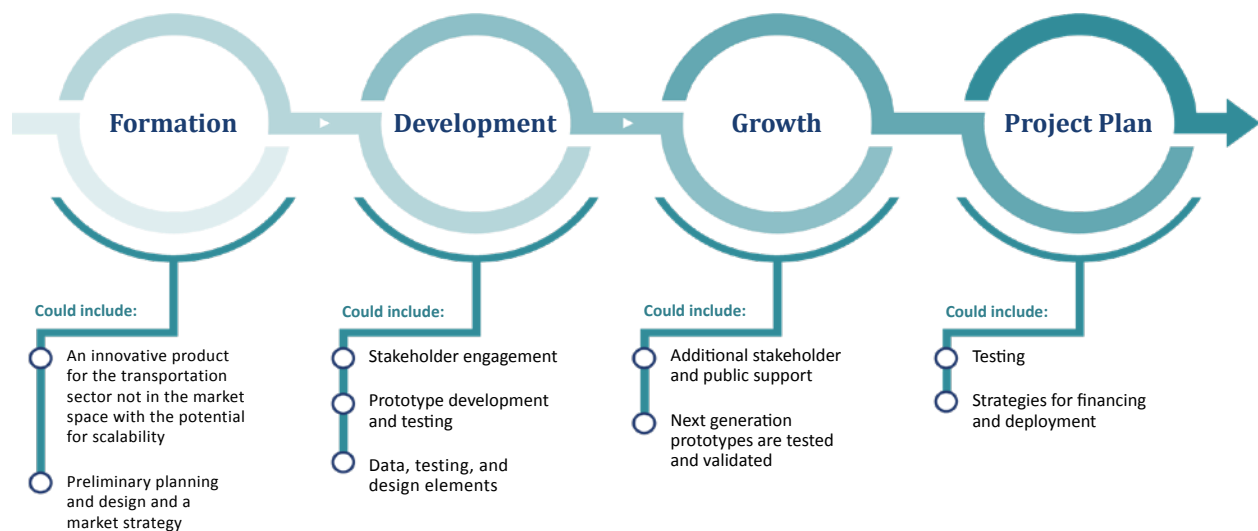 Formation
Development
Growth
Project Plan
Could include:
An innovative product
for the transportation
sector not in the market
space with the potential
for scalability
Preliminary planning
and design and a
market strategy
Could include:
Stakeholder engagement
Prototype development
and testing
Data, testing, and
design elements
Could include:
Additional stakeholder
and public support
Next generation
prototypes are tested
and validated
Could include:
Testing
Strategies for financing
and deployment